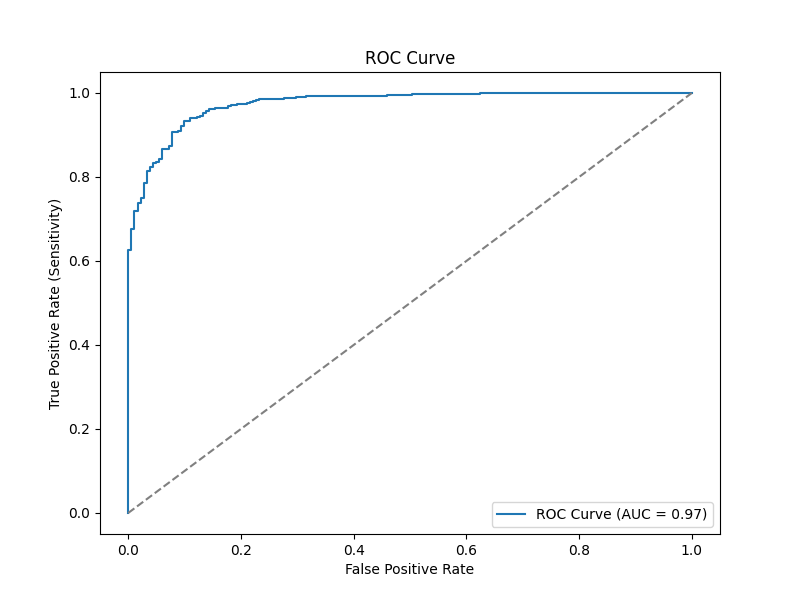 ROC Curve
True Positive Rate (Sensitivity)
1.0
0.8
0.6
0.4
0.2
0.0
ROC Curve (AUC = 0.97)
0.0 0.2 0.4 0.6 0.8 1.0
False Positive Rate